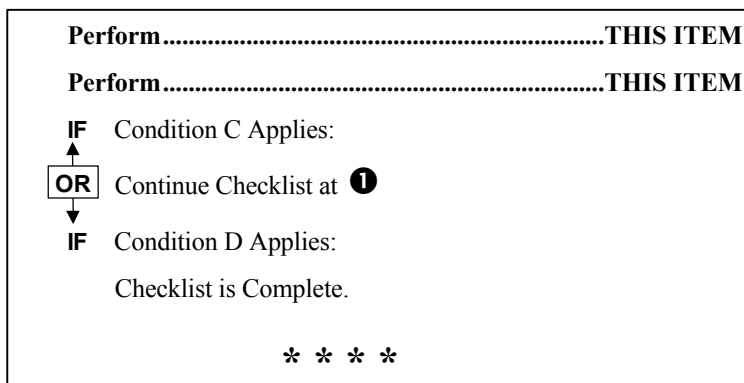 Perform................................................................THIS ITEM
Perform................................................................THIS ITEM
IF Condition C Applies:
OR Continue Checklist at ❶
IF Condition D Applies:
Checklist is Complete.
* * * *